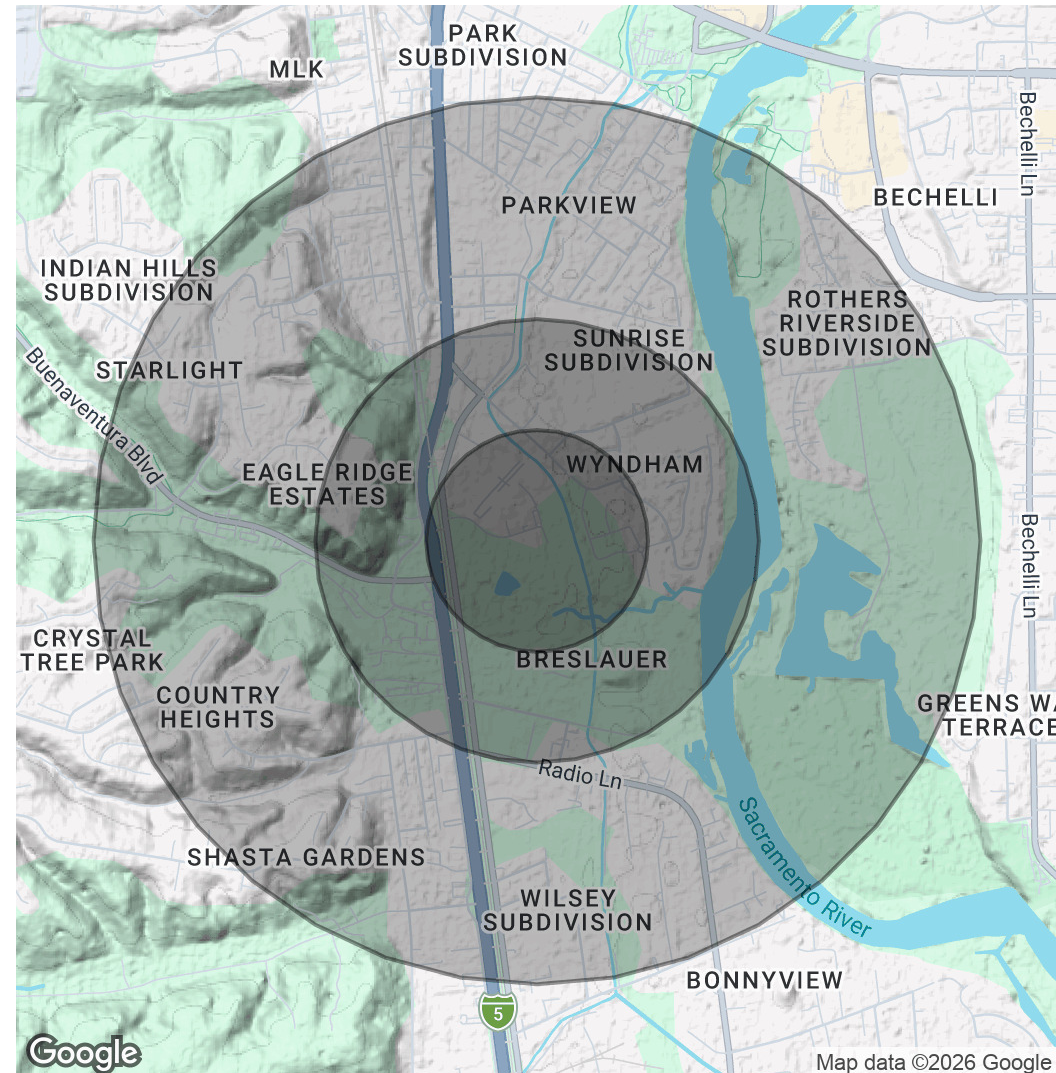 PARK
SUBDIVISION
MLK
Bechelli Ln
PARKVIEW
BECHELLI
INDIAN HILLS
SUBDIVISION
ROTHERS
RIVERSIDE
SUBDIVISION
SUNRISE
SUBDIVISION
STARLIGHT
Buenaventura Blvd
EAGLE RIDGE
ESTATES
WYNDHAM
Bechelli Ln
CRYSTAL
TREE PARK
BRESLAUER
COUNTRY
HEIGHTS
GREENS WA
TERRACE
Radio Ln
Sacramento River
SHASTA GARDENS
WILSEY
SUBDIVISION
BONNYVIEW
5
Google
Map data ©2026 Google